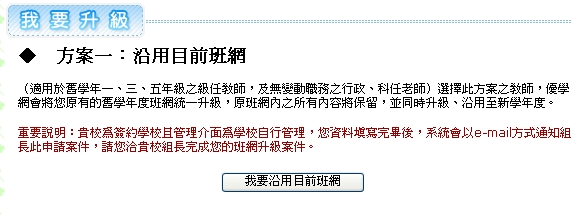 我要升級
◆ 方案一：沿用目前班網
（適用於舊學年一、三、五年級之級任教師，及無變動職務之行政、科任老師）選擇此方案之教師，優學
網會將您原有的舊學年度班網統一升級，原班網內之所有內容將保留，並同時升級、沿用至新學年度。
重要說明：貴校為簽約學校且管理介面為學校自行管理，您資料填寫完畢後，系統會以e-mail方式通知組
長此申請案件，請您洽貴校組長完成您的班網升級案件。
我要沿用目前班網